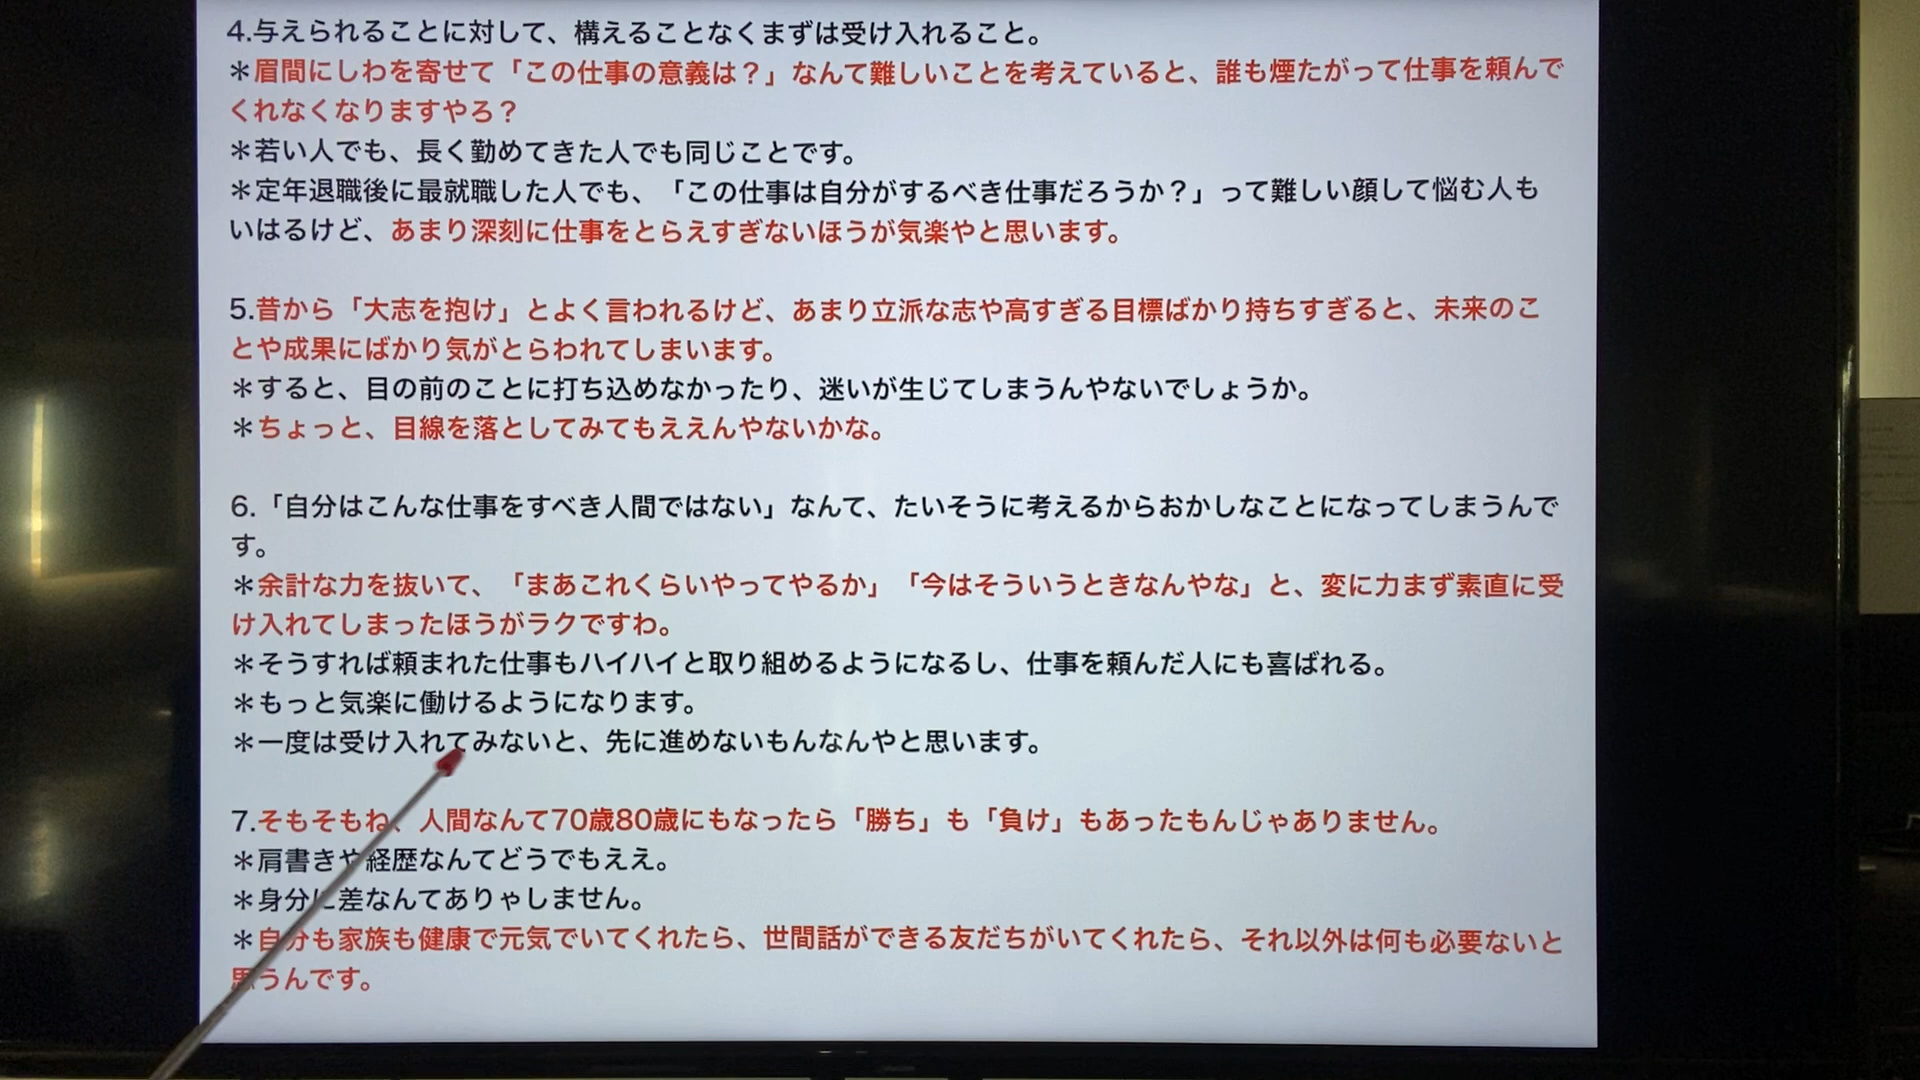 4.与えられることに対して、構えることなくまずは受け入れること。
＊眉間にしわを寄せて「この仕事の意義は？」なんて難しいことを考えていると、誰も煙たがって仕事を頼んで
くれなくなりますやろ？
＊若い人でも、長く勤めてきた人でも同じことです。
＊定年退職後に最就職した人でも、「この仕事は自分がするべき仕事だろうか？」って難しい顔して悩む人も
いはるけど、あまり深刻に仕事をとらえすぎないほうが気楽やと思います。
5.昔から「大志を抱け」とよく言われるけど、あまり立派な志や高すぎる目標ばかり持ちすぎると、未来のこ
とや成果にばかり気がとらわれてしまいます。
＊すると、目の前のことに打ち込めなかったり、迷いが生じてしまうんやないでしょうか。
＊ちょっと、目線を落としてみてもええんやないかな。
6.「自分はこんな仕事をすべき人間ではない」なんて、たいそうに考えるからおかしなことになってしまうんで
す。
＊余計な力を抜いて、「まあこれくらいやってやるか」「今はそういうときなんやな」と、変に力まず素直に受
け入れてしまったほうがラクですわ。
＊そうすれば頼まれた仕事もハイハイと取り組めるようになるし、仕事を頼んだ人にも喜ばれる。
＊もっと気楽に働けるようになります。
＊一度は受け入れてみないと、先に進めないもんなんやと思います。
7.そもそもね、人間なんて70歳80歳にもなったら「勝ち」も「負け」もあったもんじゃありません。
＊肩書きや経歴なんてどうでもええ。
＊身分に差なんてありゃしません。
＊自分も家族も健康で元気でいてくれたら、世間話ができる友だちがいてくれたら、それ以外は何も必要ないと
思うんです。